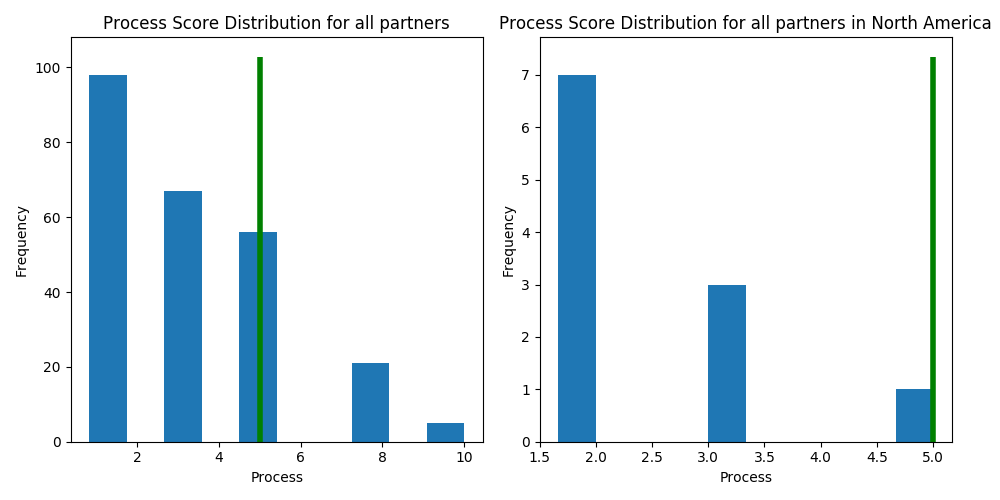 Process Score Distribution for all partners
100
80
60
40
20
0
Frequency
2 4 6 8 10
Process
Process Score Distribution for all partners in North America
7
6
5
4
3
2
1
0
Frequency
1.5 2.0 2.5 3.0 3.5 4.0 4.5 5.0
Process